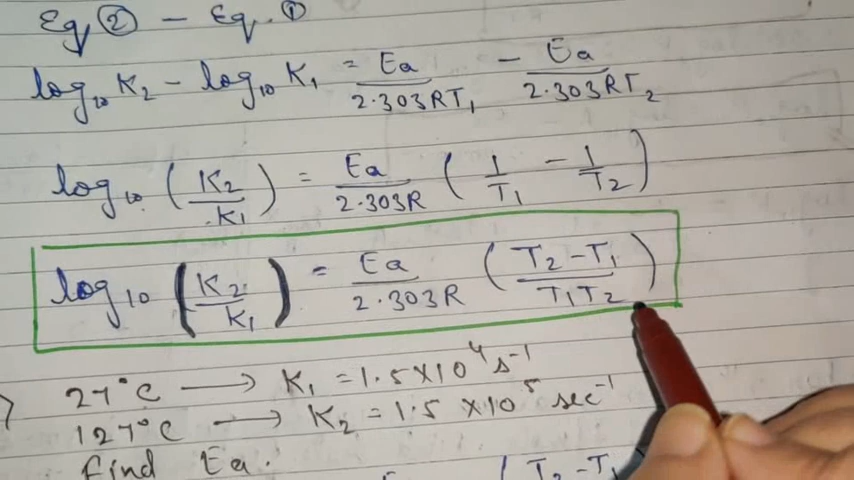 Eq ② - Eq. ①
log₁₀ K₂ - log₁₀ K₁ = Ea/2.303RT₁ - Ea/2.303RT₂
log₁₀ (K₂/K₁) = Ea/2.303R (1/T₁ - 1/T₂)
log₁₀ (K₂/K₁) = Ea/2.303R (T₂-T₁/T₁T₂)
27°C → K₁ = 1.5×10⁴ s⁻¹
127°C → K₂ = 1.5 ×10⁵ sec⁻¹
Find Ea.
(T₂-T₁